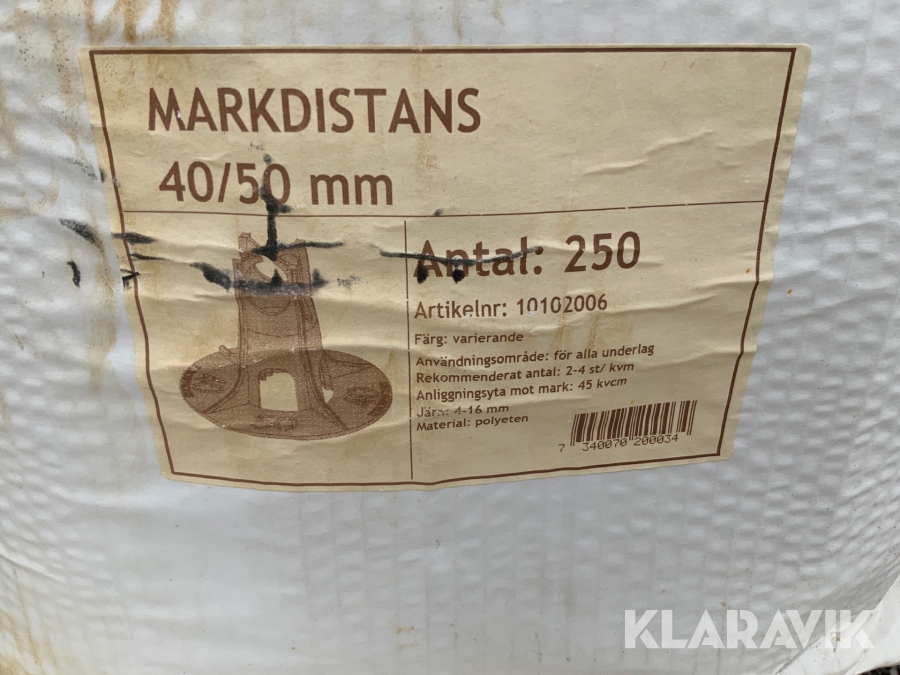 MARKDISTANS
40/50 mm
Antal: 250
Artikelnr: 10102006
Färg: varierande
Användningsområde: för alla underlag
Rekommenderat antal: 2-4 st/ kvm
Anliggningsyta mot mark: 45 kvcm
Järn: 4-16 mm
Material: polyeten
7 340070 200034
KLARAVIK